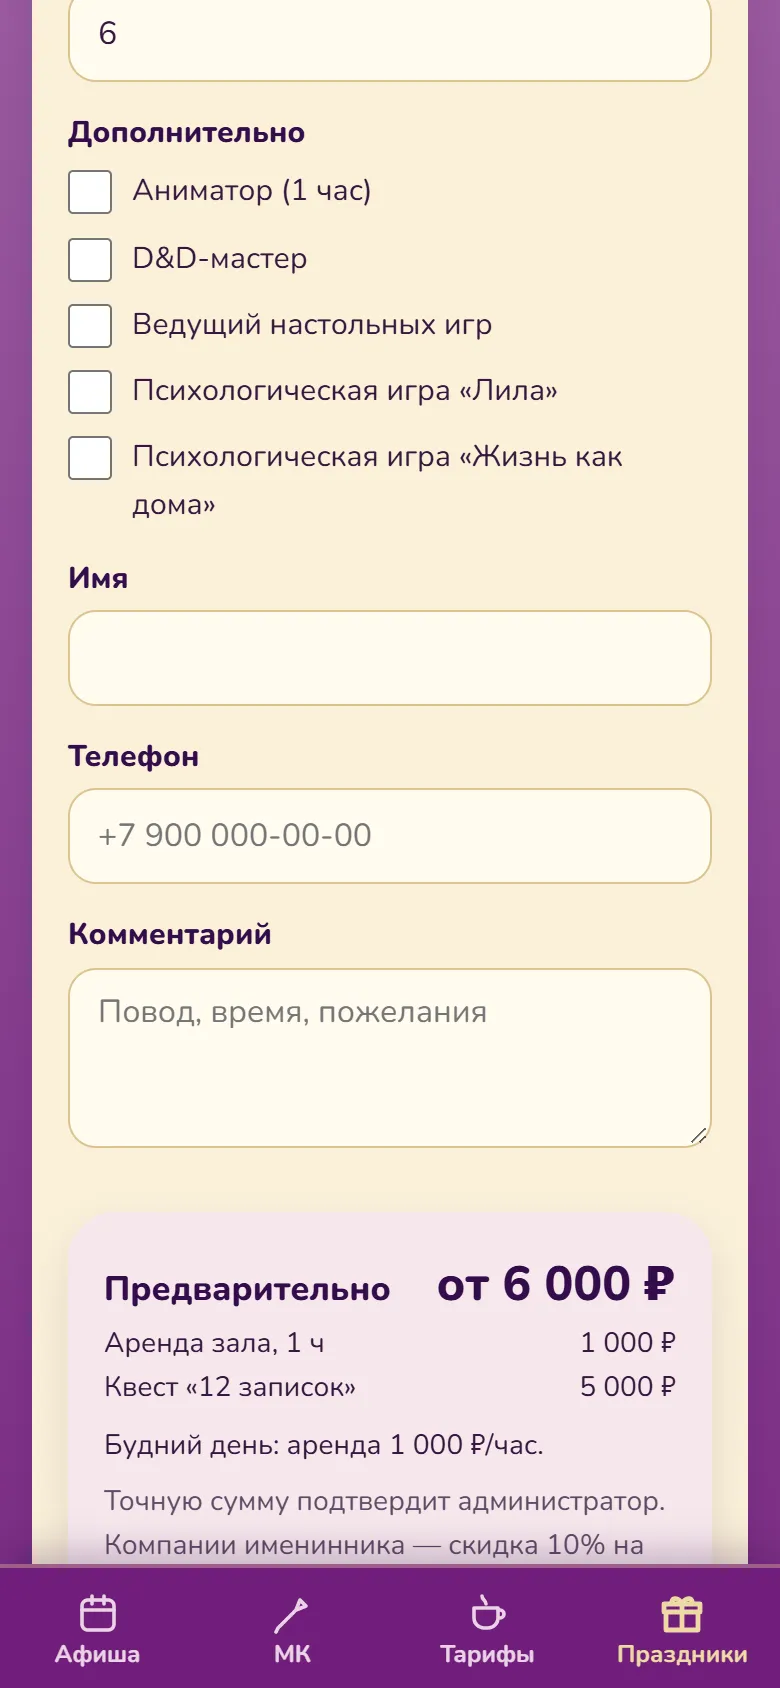 6
Дополнительно
Аниматор (1 час)
D&D-мастер
Ведущий настольных игр
Психологическая игра «Лила»
Психологическая игра «Жизнь как
дома»
Имя
Телефон
+7 900 000-00-00
Комментарий
Повод, время, пожелания
Предварительно от 6 000 ₽
Аренда зала, 1 ч 1 000 ₽
Квест «12 записок» 5 000 ₽
Будний день: аренда 1 000 ₽/час.
Точную сумму подтвердит администратор.
Компании именинника — скидка 10% на
Афиша МК Тарифы Праздники